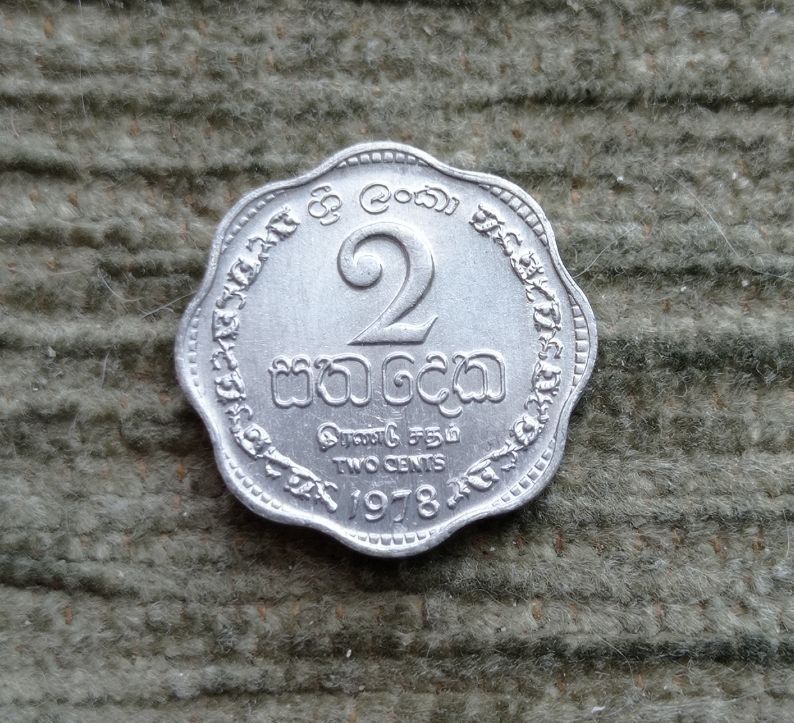 ශ්‍රී ලංකා
2
සත දෙක
இரண்டு சதம்
TWO CENTS
1978